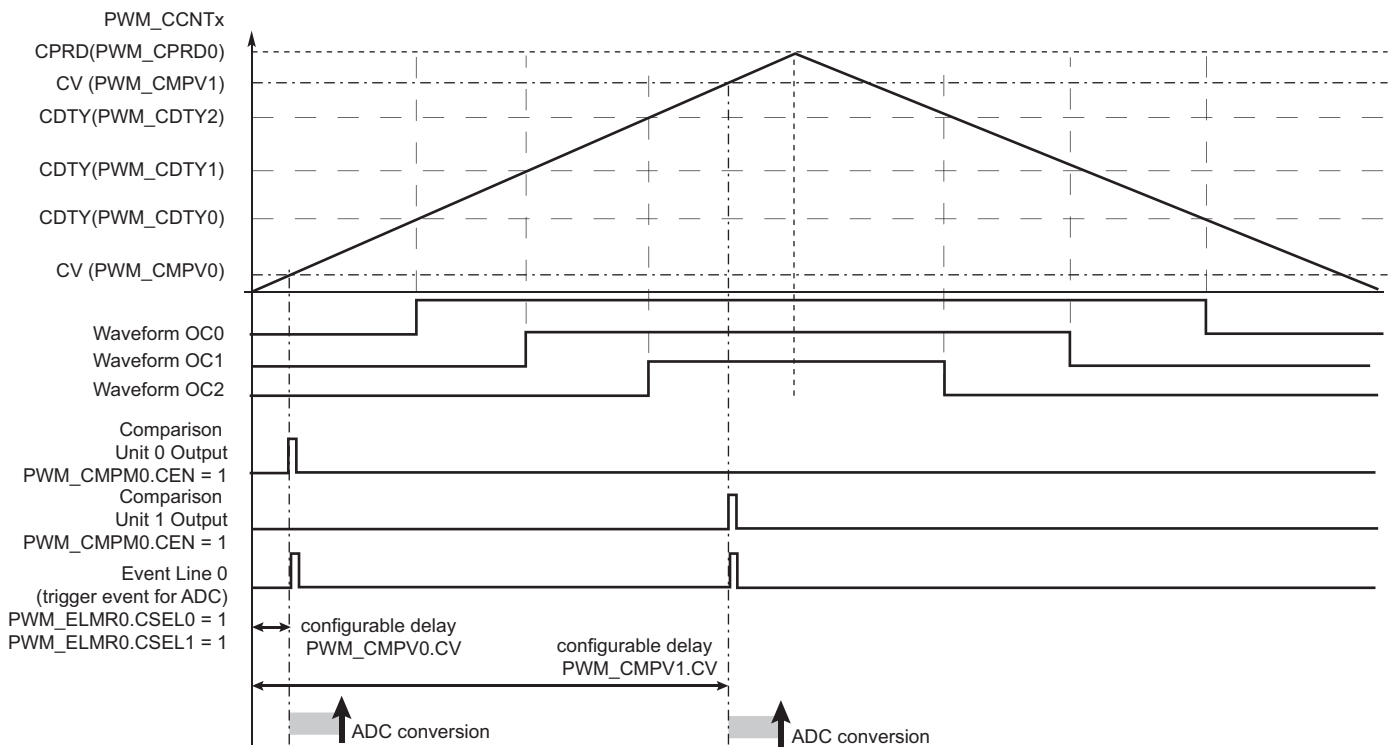 PWM_CCNTx
CPRD(PWM_CPRD0)
CV (PWM_CMPV1)
CDTY(PWM_CDTY2)
CDTY(PWM_CDTY1)
CDTY(PWM_CDTY0)
CV (PWM_CMPV0)
Waveform OC0
Waveform OC1
Waveform OC2
Comparison
Unit 0 Output
PWM_CMPM0.CEN = 1
Comparison
Unit 1 Output
PWM_CMPM0.CEN = 1
Event Line 0
(trigger event for ADC)
PWM_ELMR0.CSEL0 = 1
PWM_ELMR0.CSEL1 = 1
configurable delay
PWM_CMPV0.CV
configurable delay
PWM_CMPV1.CV
ADC conversion
ADC conversion